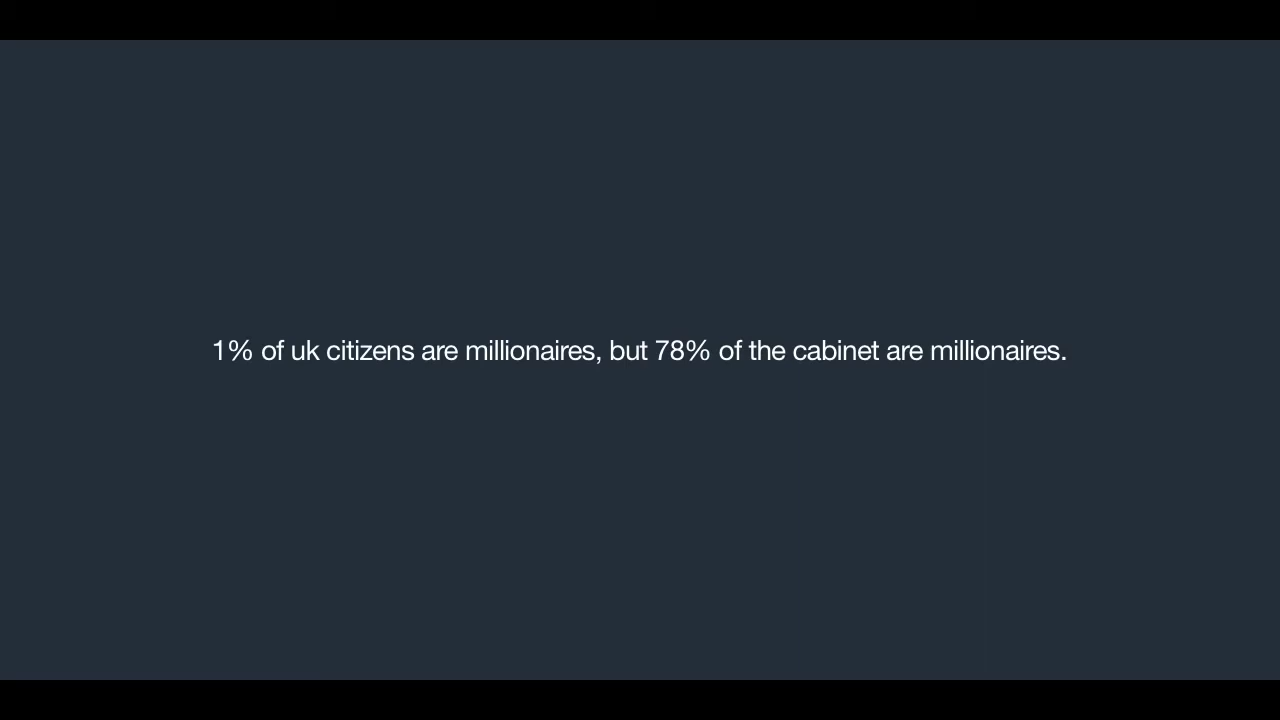 1% of uk citizens are millionaires, but 78% of the cabinet are millionaires.